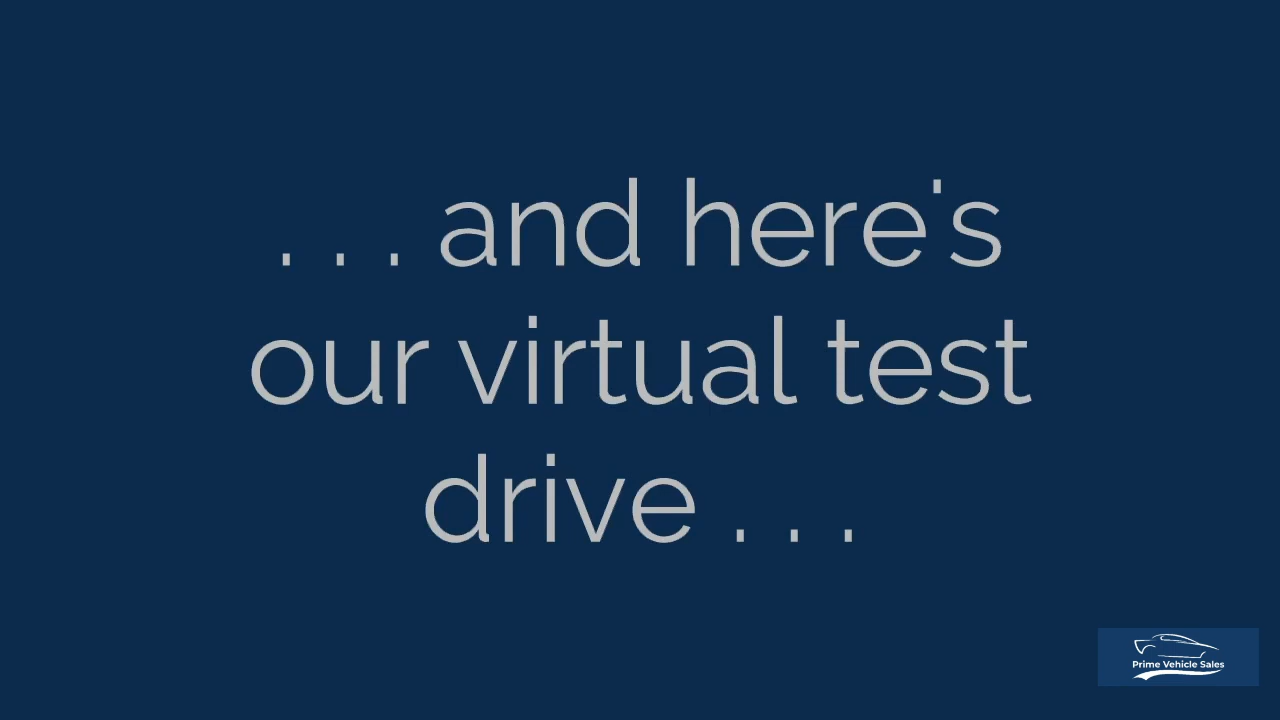 . . . and here's
our virtual test
drive . . .
Prime Vehicle Sales